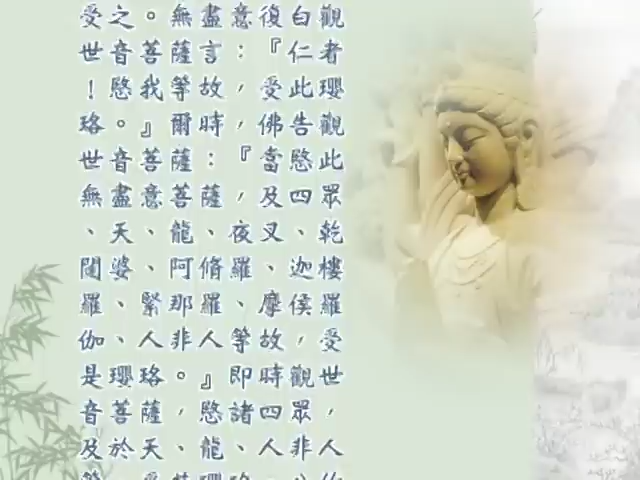 受之。無盡意復白觀
世音菩薩言：『仁者
！愍我等故，受此瓔
珞。』爾時，佛告觀
世音菩薩：『當愍此
無盡意菩薩，及四眾
、天、龍、夜叉、乾
闥婆、阿脩羅、迦樓
羅、緊那羅、摩侯羅
伽、人非人等故，受
是瓔珞。』即時觀世
音菩薩，愍諸四眾，
及於天、龍、人非人